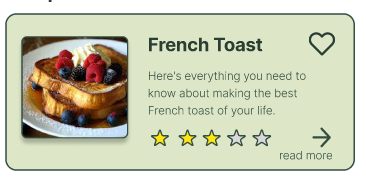 French Toast
Here's everything you need to
know about making the best
French toast of your life.
read more